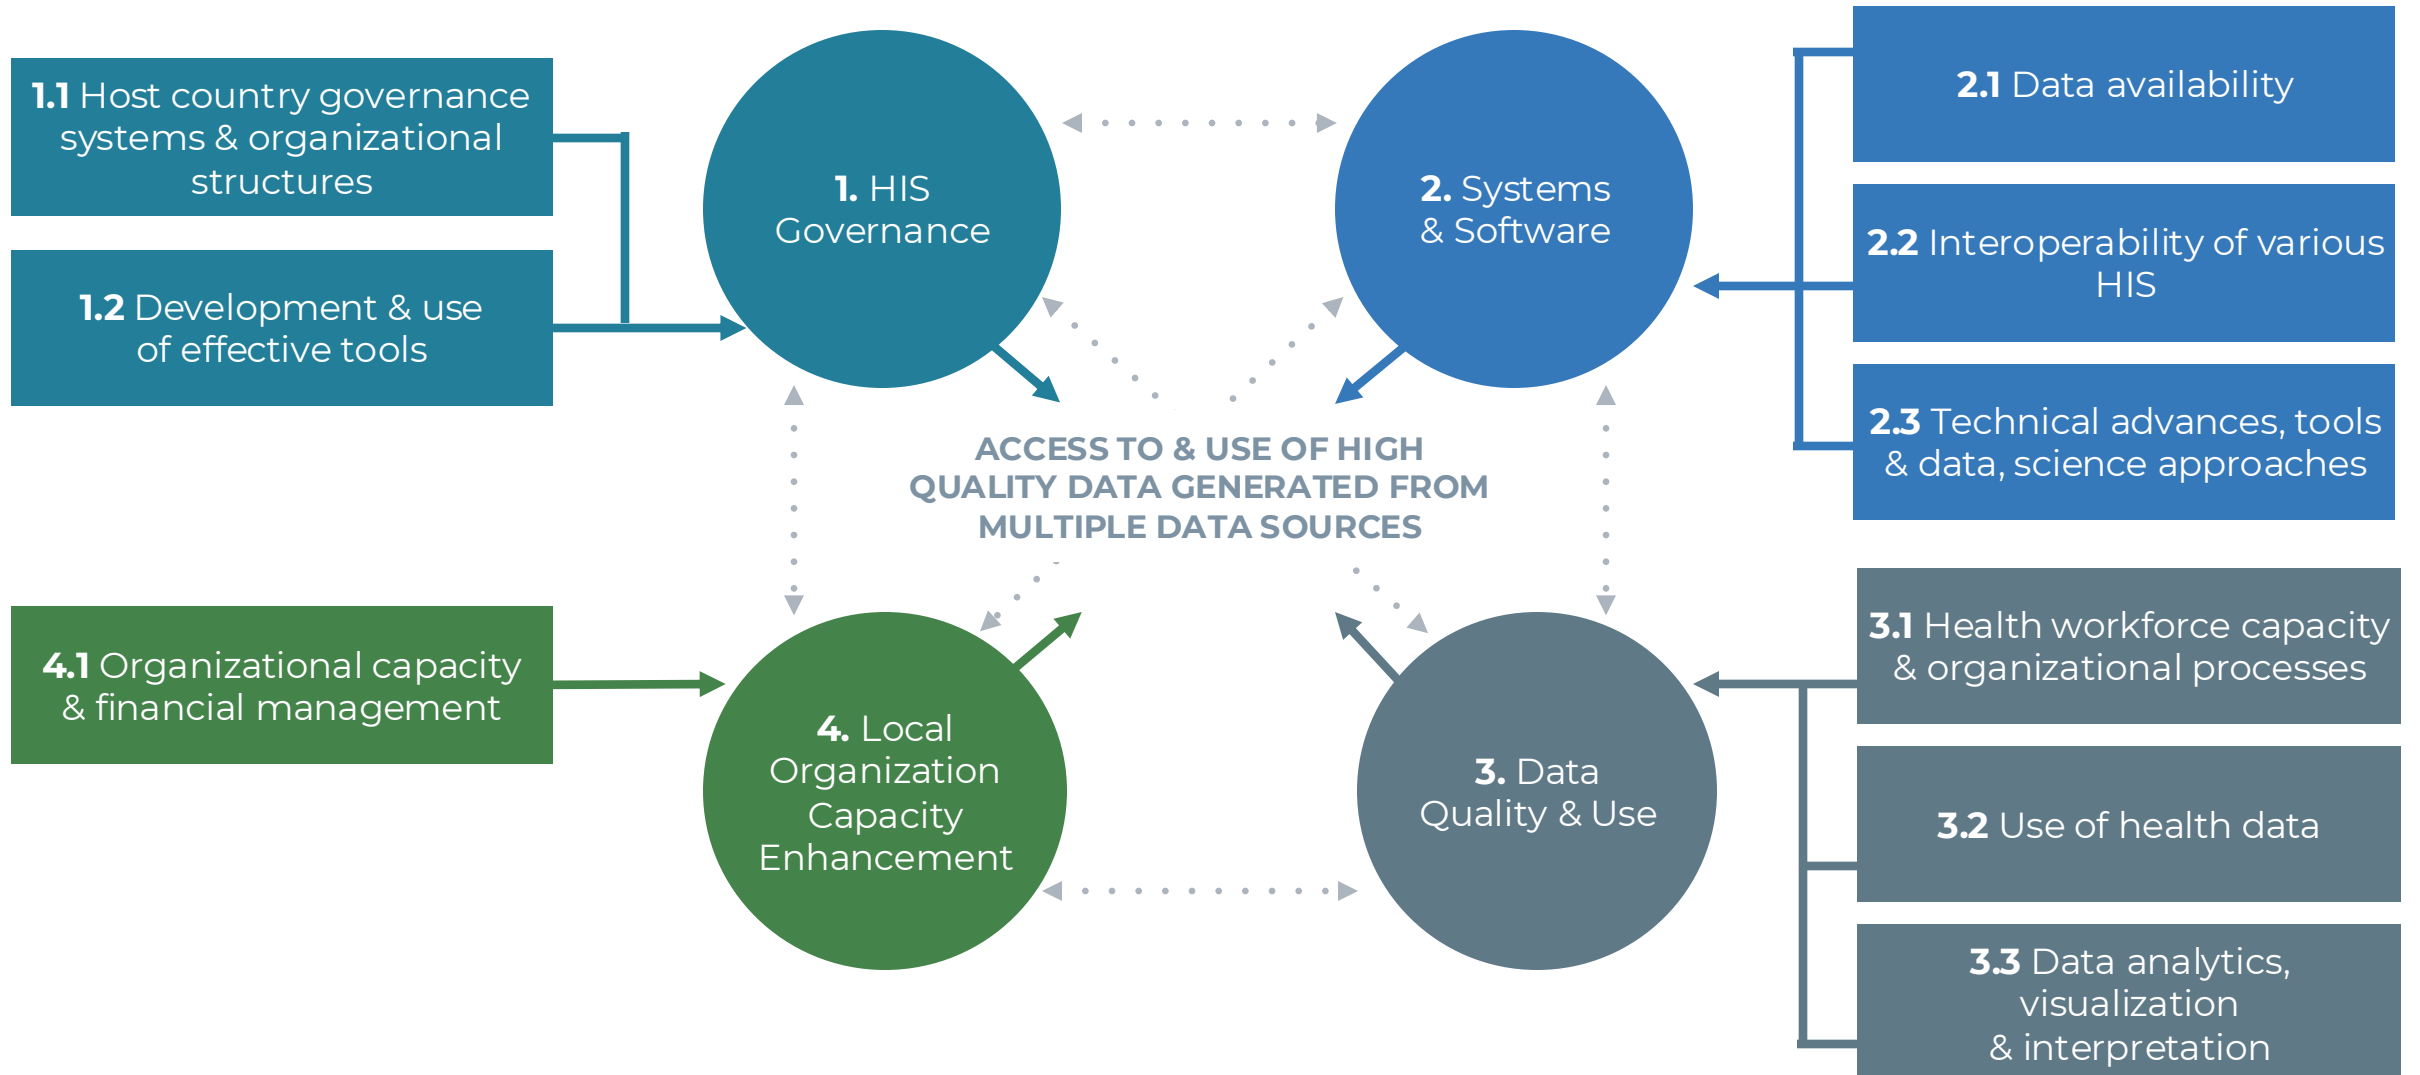 1.1 Host country governance
systems & organizational
structures
1.2 Development & use
of effective tools
1. HIS
Governance
2. Systems
& Software
2.1 Data availability
2.2 Interoperability of various
HIS
2.3 Technical advances, tools
& data, science approaches
ACCESS TO & USE OF HIGH
QUALITY DATA GENERATED FROM
MULTIPLE DATA SOURCES
4.1 Organizational capacity
& financial management
4. Local
Organization
Capacity
Enhancement
3. Data
Quality & Use
3.1 Health workforce capacity
& organizational processes
3.2 Use of health data
3.3 Data analytics,
visualization
& interpretation